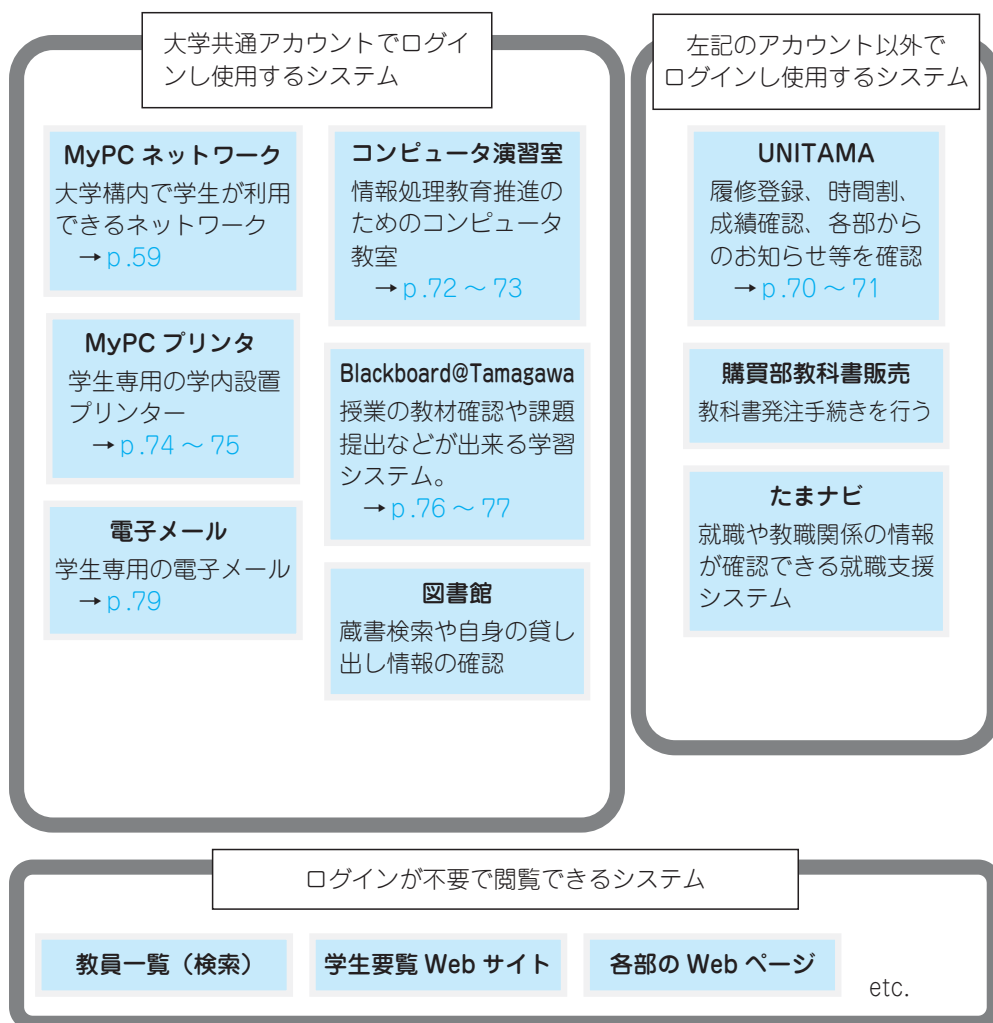 大学共通アカウントでログイ
ンし使用するシステム
MyPC ネットワーク
大学構内で学生が利用
できるネットワーク
→ p.59
MyPC プリンタ
学生専用の学内設置
プリンター
→ p.74 ～ 75
電子メール
学生専用の電子メール
→ p.79
コンピュータ演習室
情報処理教育推進の
ためのコンピュータ
教室
→ p.72 ～ 73
Blackboard@Tamagawa
授業の教材確認や課題
提出などが出来る学習
システム。
→ p.76 ～ 77
図書館
蔵書検索や自身の貸し
出し情報の確認
左記のアカウント以外で
ログインし使用するシステム
UNITAMA
履修登録、時間割、
成績確認、各部から
のお知らせ等を確認
→ p.70 ～ 71
購買部教科書販売
教科書発注手続きを行う
たまナビ
就職や教職関係の情報
が確認できる就職支援
システム
ログインが不要で閲覧できるシステム
教員一覧（検索）
学生要覧 Web サイト
各部の Web ページ
etc.